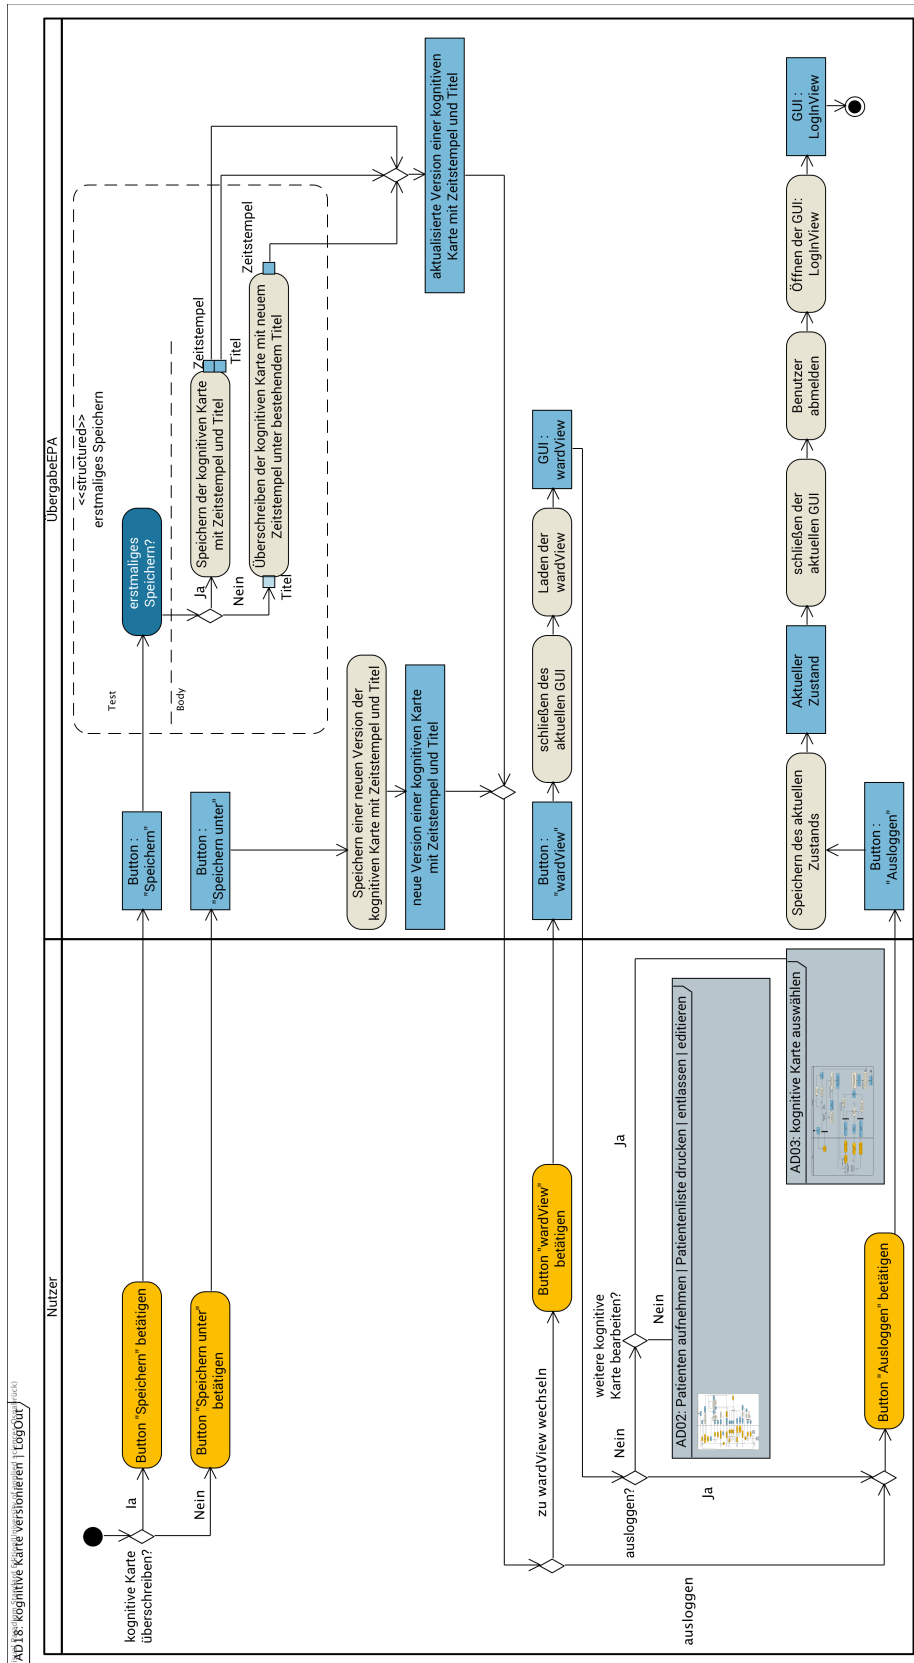 AD18: kognitive Karte versionieren | LogOut
Nutzer
ÜbergabeEPA
kognitive Karte
überschreiben?
Ja
Nein
Button "Speichern" betätigen
Button "Speichern unter"
betätigen
Button :
"Speichern"
Button :
"Speichern unter"
<<structured>>
erstmaliges Speichern
Test
Body
erstmaliges
Speichern?
Ja
Nein
Speichern der kognitiven Karte
mit Zeitstempel und Titel
Zeitstempel
Titel
Überschreiben der kognitiven Karte mit neuem
Zeitstempel unter bestehendem Titel
Titel
Zeitstempel
Speichern einer neuen Version der
kognitiven Karte mit Zeitstempel und Titel
neue Version einer kognitiven Karte
mit Zeitstempel und Titel
aktualisierte Version einer kognitiven
Karte mit Zeitstempel und Titel
zu wardView wechseln
Button "wardView"
betätigen
Button :
"wardView"
schließen des
aktuellen GUI
Laden der
wardView
GUI :
wardView
ausloggen?
Nein
Ja
weitere kognitive
Karte bearbeiten?
Ja
Nein
AD02: Patienten aufnehmen | Patientenliste drucken | entlassen | editieren
AD03: kognitive Karte auswählen
ausloggen
Button "Ausloggen" betätigen
Button :
"Ausloggen"
Speichern des aktuellen
Zustands
Aktueller
Zustand
schließen der
aktuellen GUI
Benutzer
abmelden
Öffnen der GUI:
LogInView
GUI :
LogInView